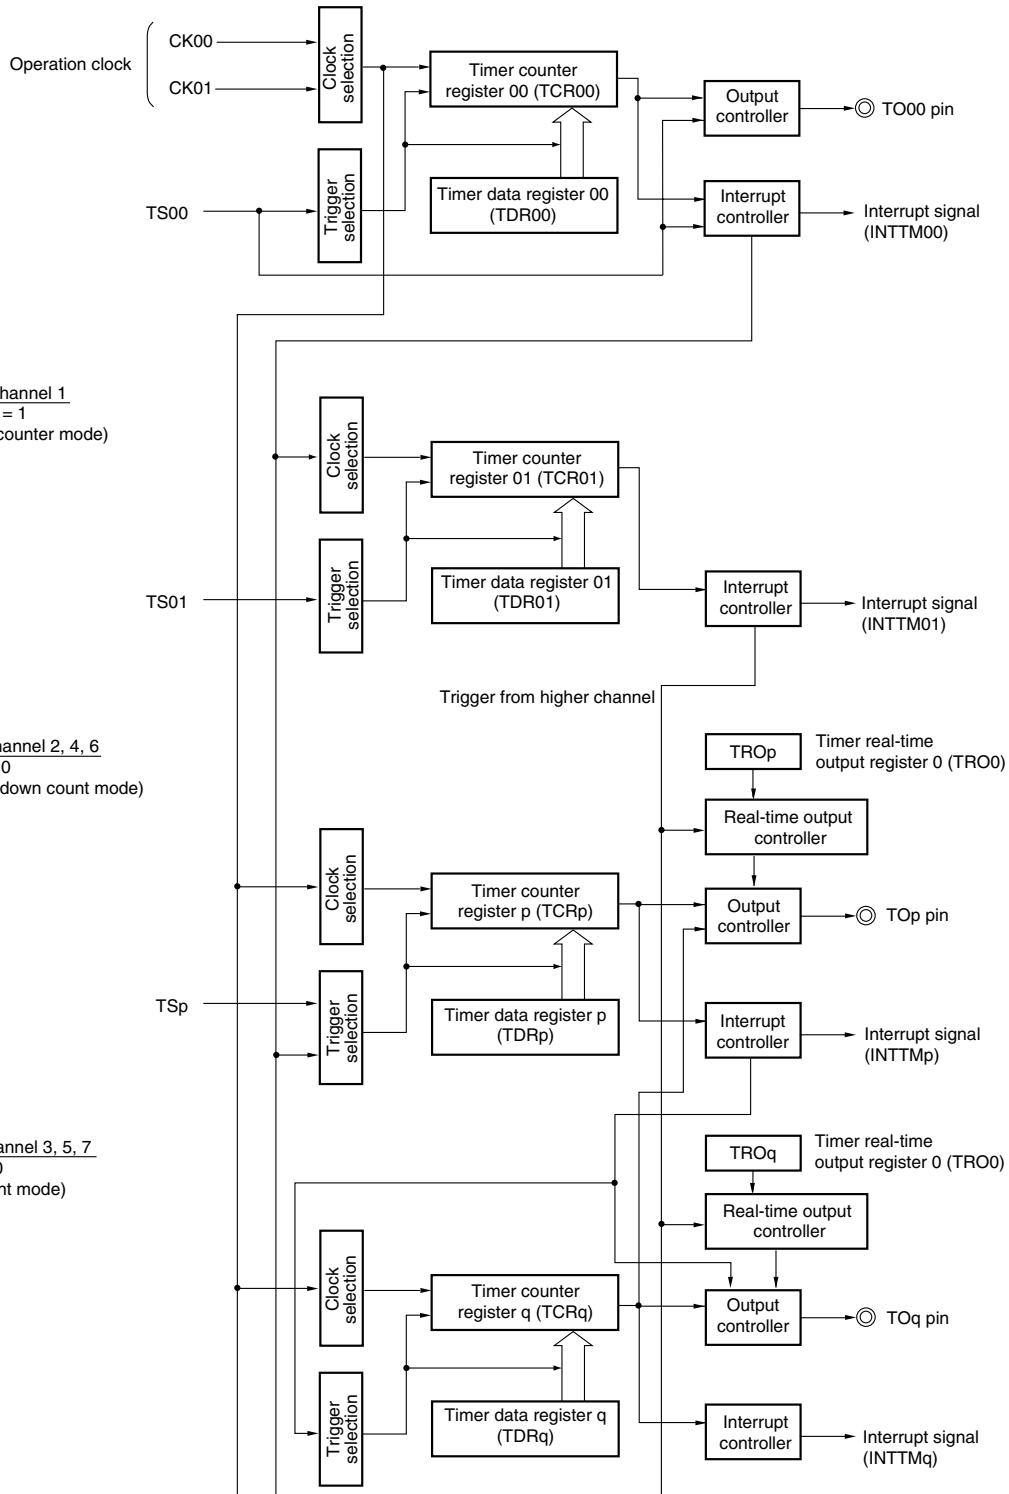 CK00
Operation clock
CK01
Clock
selection
Timer counter
register 00 (TCR00)
Output
controller
TO00 pin
TS00
Trigger
selection
Timer data register 00
(TDR00)
Interrupt
controller
Interrupt signal
(INTTM00)
hannel 1
= 1
counter mode)
Clock
selection
Timer counter
register 01 (TCR01)
TS01
Trigger
selection
Timer data register 01
(TDR01)
Interrupt
controller
Interrupt signal
(INTTM01)
Trigger from higher channel
annel 2, 4, 6
0
down count mode)
TROp
Timer real-time
output register 0 (TRO0)
Real-time output
controller
Clock
selection
Timer counter
register p (TCRp)
Output
controller
TOp pin
TSp
Trigger
selection
Timer data register p
(TDRp)
Interrupt
controller
Interrupt signal
(INTTMp)
annel 3, 5, 7
0
nt mode)
TROq
Timer real-time
output register 0 (TRO0)
Real-time output
controller
Clock
selection
Timer counter
register q (TCRq)
Output
controller
TOq pin
Trigger
selection
Timer data register q
(TDRq)
Interrupt
controller
Interrupt signal
(INTTMq)